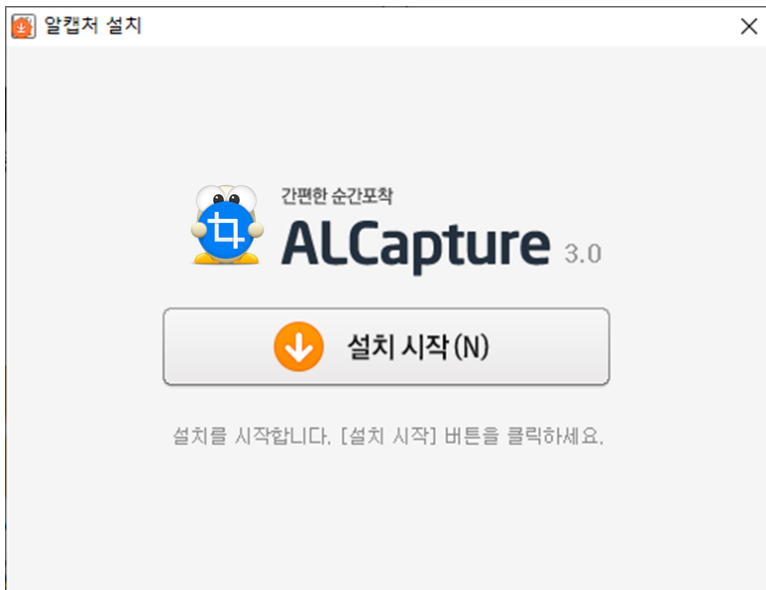 알캡처 설치
간편한 순간포착
ALCapture 3.0
설치 시작(N)
설치를 시작합니다. [설치 시작] 버튼을 클릭하세요.